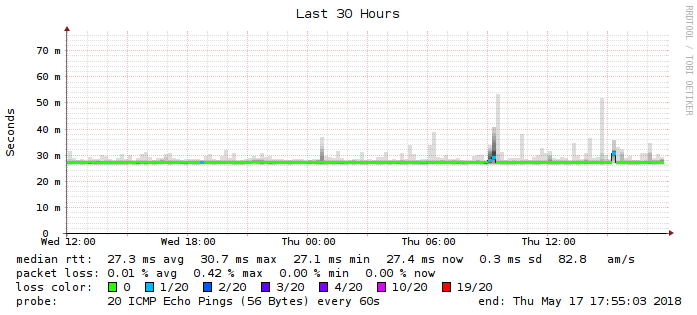 Last 30 Hours
RRDTOOL / TOBI OETIKER
Seconds
70 m
60 m
50 m
40 m
30 m
20 m
10 m
0
Wed 12:00 Wed 18:00 Thu 00:00 Thu 06:00 Thu 12:00
median rtt: 27.3 ms avg 30.7 ms max 27.1 ms min 27.4 ms now 0.3 ms sd 82.8 am/s
packet loss: 0.01 % avg 0.42 % max 0.00 % min 0.00 % now
loss color: 0 1/20 2/20 3/20 4/20 10/20 19/20
probe: 20 ICMP Echo Pings (56 Bytes) every 60s end: Thu May 17 17:55:03 2018